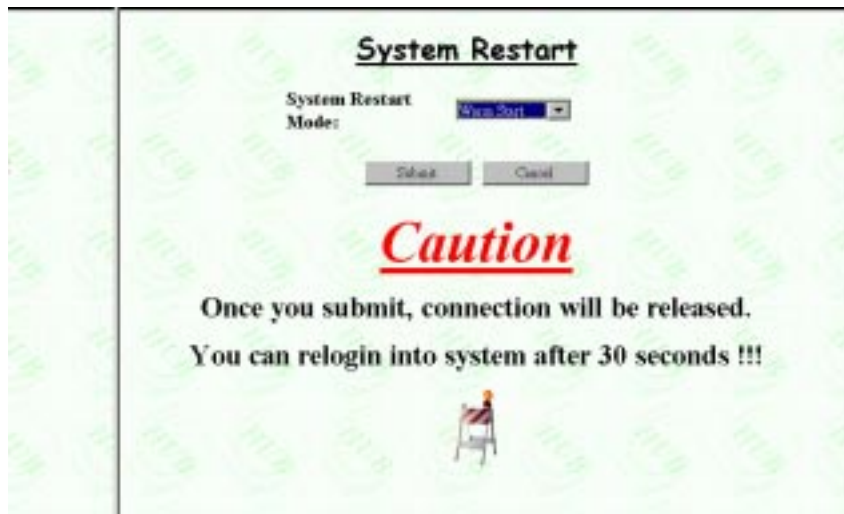 System Restart
System Restart
Mode:
Warm Start
Submit
Cancel
Caution
Once you submit, connection will be released.
You can relogin into system after 30 seconds !!!